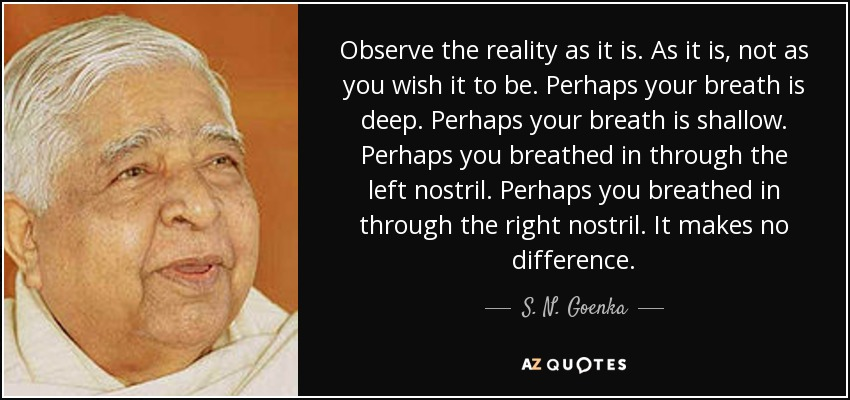 Observe the reality as it is. As it is, not as
you wish it to be. Perhaps your breath is
deep. Perhaps your breath is shallow.
Perhaps you breathed in through the
left nostril. Perhaps you breathed in
through the right nostril. It makes no
difference.
S. N. Goenka
AZ QUOTES